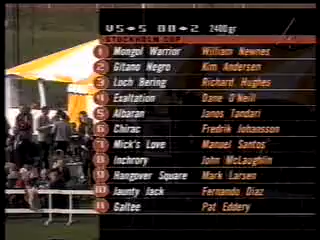 V5→5 00→2 2400gr
STOCKHOLM CUP
1 Mongol Warrior William Newnes
2 Gitano Negro Kim Andersen
3 Loch Bering Richard Hughes
4 Exaltation Dane O'Neill
5 Albaran Janos Tandari
6 Chirac Fredrik Johansson
7 Mick's Love Manuel Santos
8 Inchrory John McLaughlin
9 Hangover Square Mark Larsen
10 Jaunty Jack Fernando Diaz
11 Galtee Pat Eddery